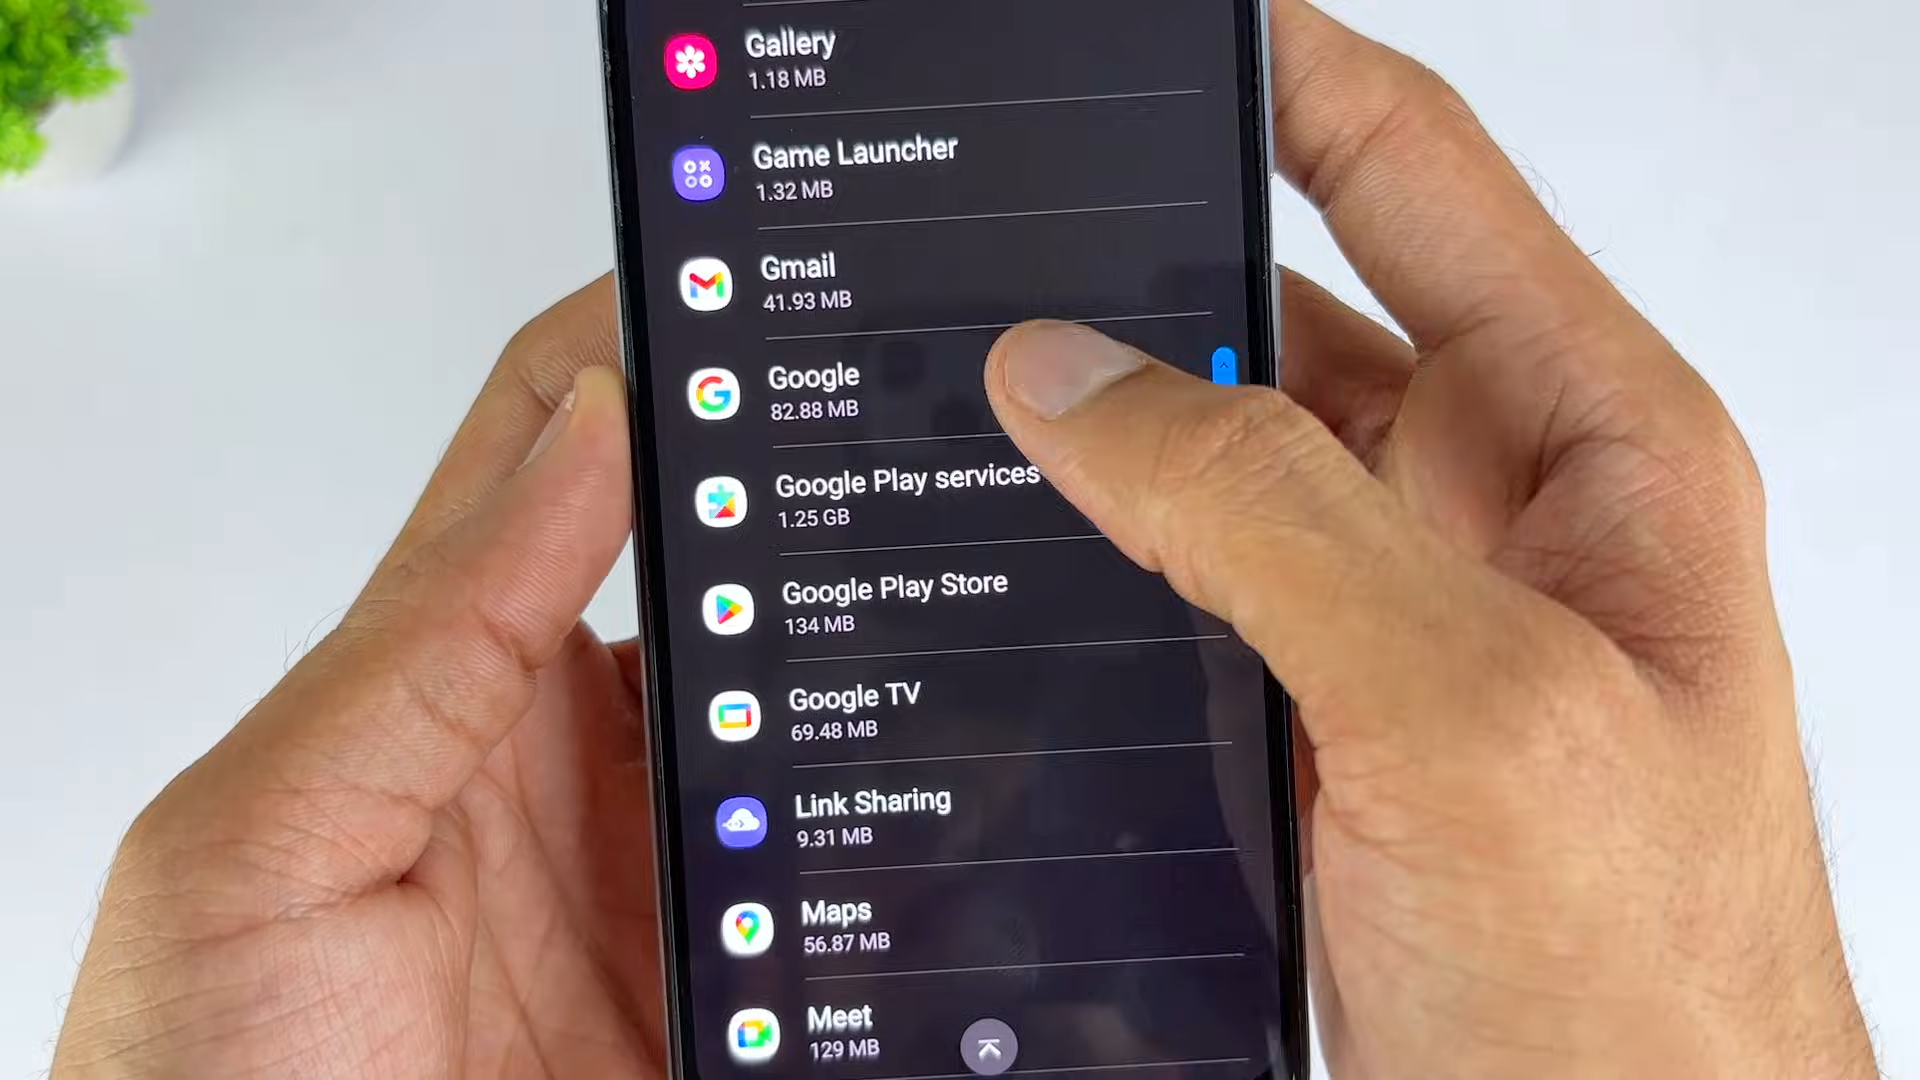 Gallery
1.18 MB
Game Launcher
1.32 MB
Gmail
41.93 MB
Google
82.88 MB
Google Play services
1.25 GB
Google Play Store
134 MB
Google TV
69.48 MB
Link Sharing
9.31 MB
Maps
56.87 MB
Meet
129 MB